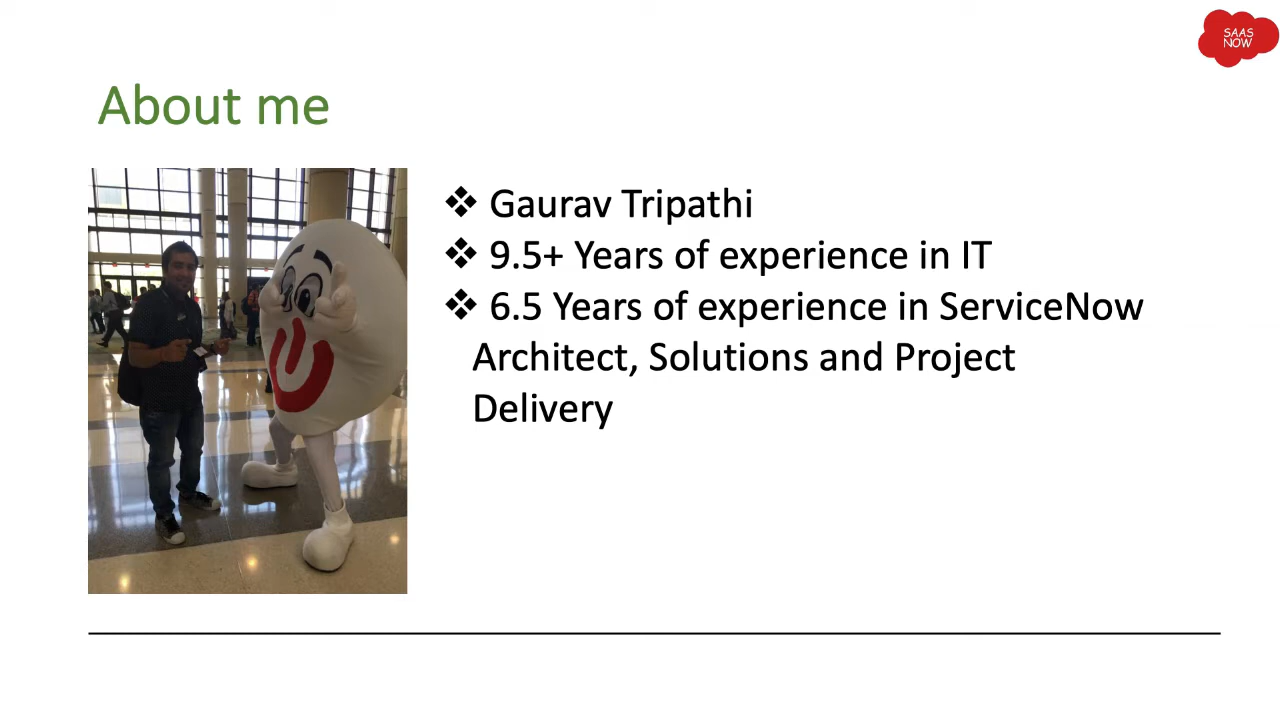 SAAS
NOW
About me
❖ Gaurav Tripathi
❖ 9.5+ Years of experience in IT
❖ 6.5 Years of experience in ServiceNow
Architect, Solutions and Project
Delivery